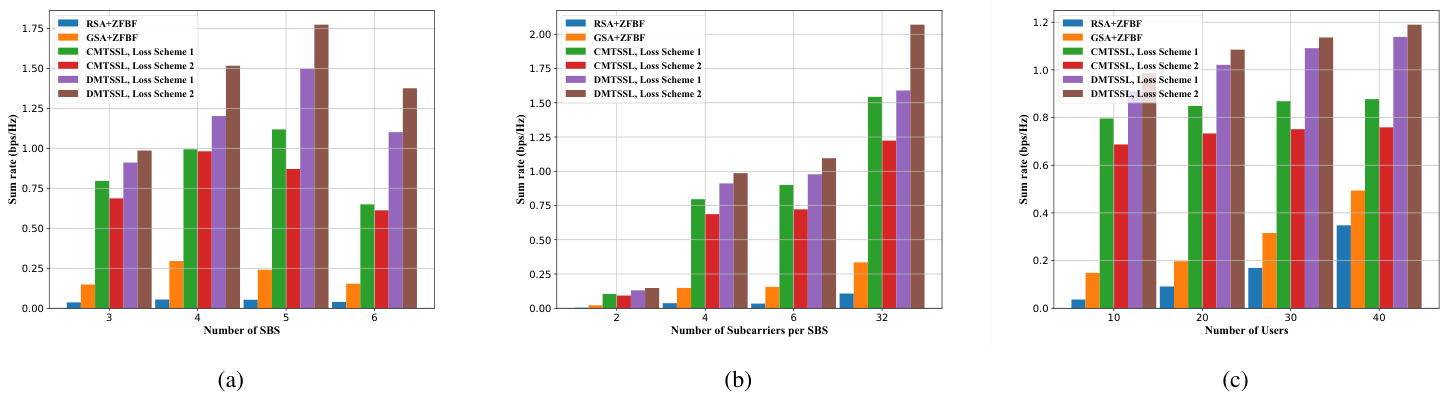 1.75
1.50
1.25
1.00
0.75
0.50
0.25
0.00
Sum rate (bps/Hz)
RSA+ZFBF
GSA+ZFBF
CMTSSL, Loss Scheme 1
CMTSSL, Loss Scheme 2
DMTSSL, Loss Scheme 1
DMTSSL, Loss Scheme 2
3 4 5 6
Number of SBS
(a)
2.00
1.75
1.50
1.25
1.00
0.75
0.50
0.25
0.00
Sum rate (bps/Hz)
RSA+ZFBF
GSA+ZFBF
CMTSSL, Loss Scheme 1
CMTSSL, Loss Scheme 2
DMTSSL, Loss Scheme 1
DMTSSL, Loss Scheme 2
2 4 6 32
Number of Subcarriers per SBS
(b)
1.2
1.0
0.8
0.6
0.4
0.2
0.0
Sum rate (bps/Hz)
RSA+ZFBF
GSA+ZFBF
CMTSSL, Loss Scheme 1
CMTSSL, Loss Scheme 2
DMTSSL, Loss Scheme 1
DMTSSL, Loss Scheme 2
10 20 30 40
Number of Users
(c)